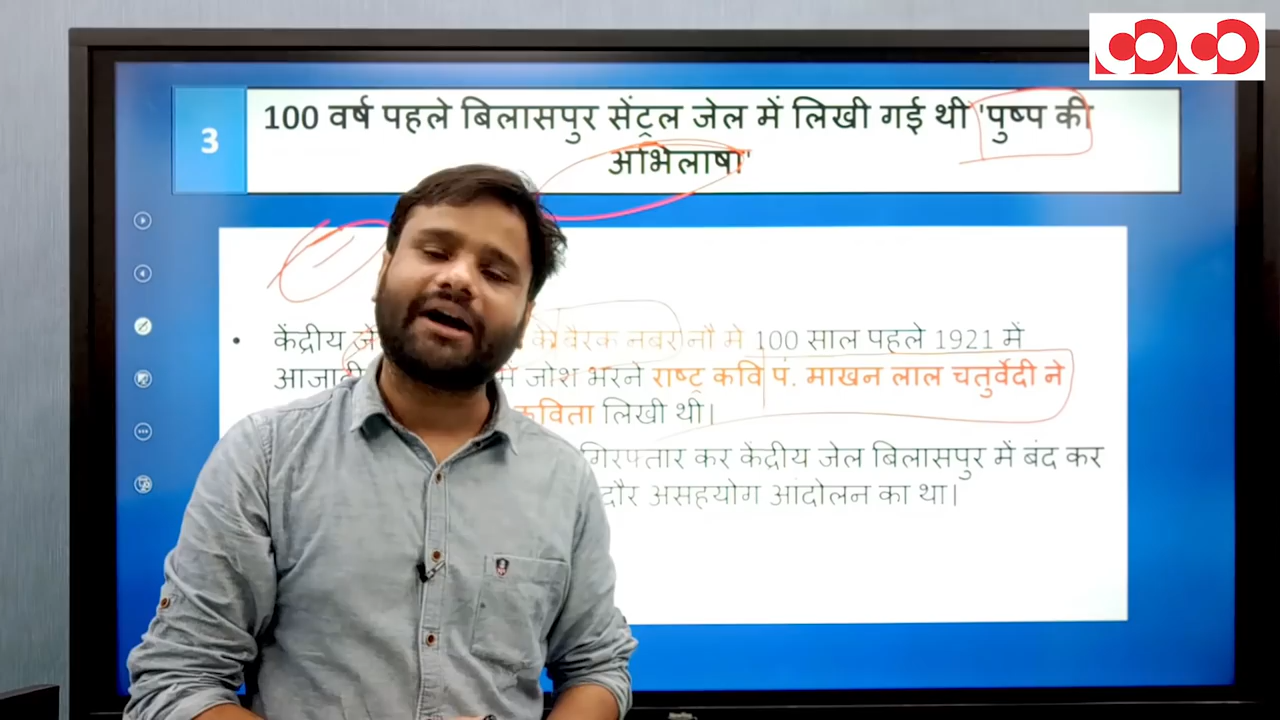 3
100 वर्ष पहले बिलासपुर सेंट्रल जेल में लिखी गई थी 'पुष्प की
अभिलाषा'
• केंद्रीय के बैरक नंबर नौ में 100 साल पहले 1921 में
में जोश भरने राष्ट्र कवि पं. माखन लाल चतुर्वेदी ने
कविता लिखी थी।
गिरफ्तार कर केंद्रीय जेल बिलासपुर में बंद कर
दौर असहयोग आंदोलन का था।